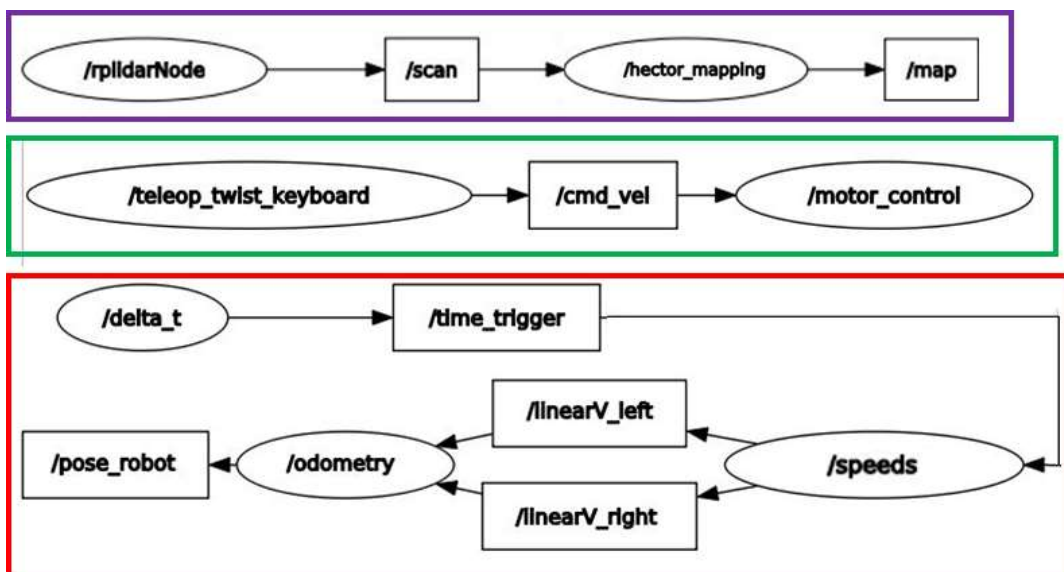 /rplidarNode
/scan
/hector_mapping
/map
/teleop_twist_keyboard
/cmd_vel
/motor_control
/delta_t
/time_trigger
/linearV_left
/pose_robot
/odometry
/speeds
/linearV_right